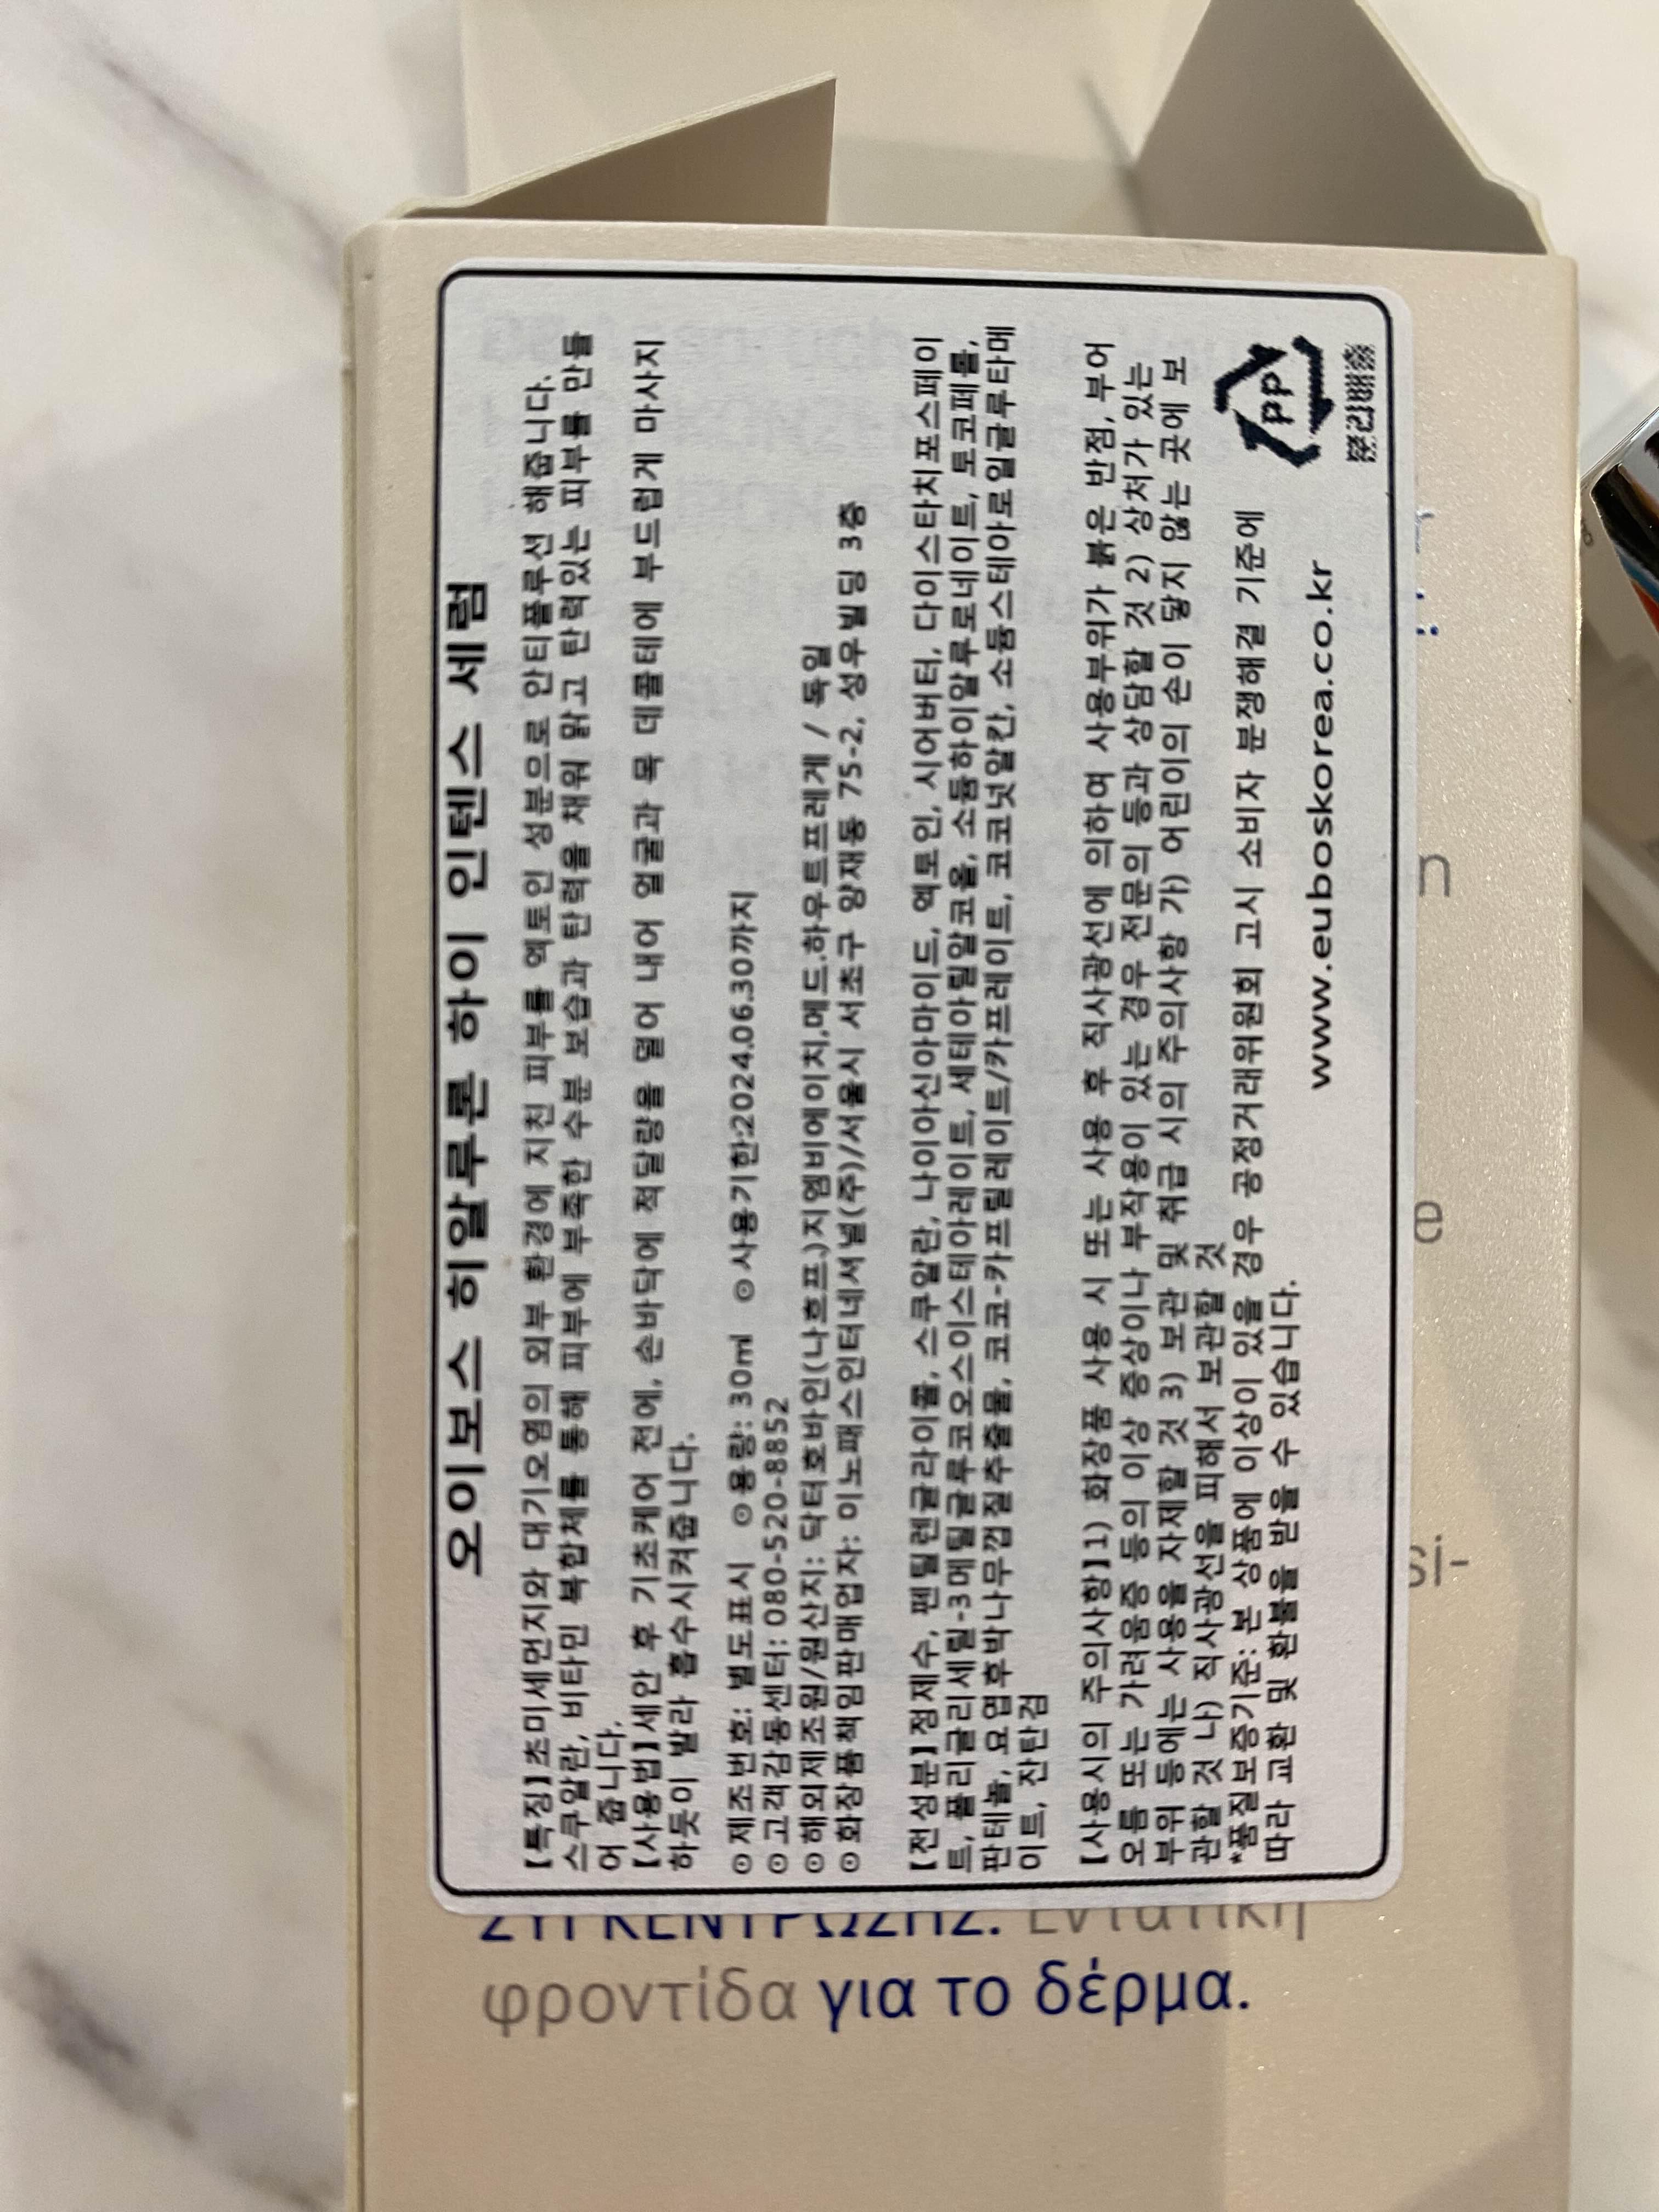 오이보스 히알루론 하이 인텐스 세럼
[특징]초미세먼지와 대기오염의 외부 환경에 지친 피부를 엑토인 성분으로 안티폴루션 해줍니다.
스쿠알란, 비타민 복합체를 통해 피부에 부족한 수분 보습과 탄력을 채워 맑고 탄력있는 피부를 만들
어 줍니다.
[사용법]세안 후 기초케어 전에, 손바닥에 적달량을 덜어 내어 얼굴과 목 데콜테에 부드럽게 마사지
하듯이 발라 흡수시켜줍니다.
⊙제조번호: 별도표시 ⊙용량: 30ml ⊙사용기한:2024.06.30까지
⊙고객감동센터: 080-520-8852
⊙해외제조원/원산지: 닥터호바인(나흐프.)지엠비에이치,메드.하우트프레게 / 독일
⊙화장품책임판매업자: 이노패스인터네셔널(주)/서울시 서초구 양재동 75-2, 성우빌딩 3층
[전성분]정제수, 펜틸렌글라이콜, 스쿠알란, 나이아신아마이드, 엑토인, 시어버터, 다이스타치포스페이
트, 폴리글리세릴-3메틸글루코오스이스테아레이트, 세테아릴알코올, 소듐하이알루로네이트, 토코페롤,
판테놀, 요엽후박나무껍질추출물, 코코-카프릴레이트/카프레이트, 코코넛알칸, 소듐스테아로일글루타메
이트, 잔탄검
[사용시의 주의사항]1) 화장품 사용 시 또는 사용 후 직사광선에 의하여 사용부위가 붉은 반점, 부어
오름 또는 가려움증 등의 이상 증상이나 부작용이 있는 경우 전문의 등과 상담할 것 2) 상처가 있는
부위 등에는 사용을 자제할 것 3) 보관 및 취급 시의 주의사항 가) 어린이의 손이 닿지 않는 곳에 보
관할 것 나) 직사광선을 피해서 보관할 것
*품질보증기준: 본 상품에 이상이 있을 경우 공정거래위원회 고시 소비자 분쟁해결 기준에
따라 교환 및 환불을 받을 수 있습니다.
www.euboskorea.co.kr
PP
분리배출
ΣΥΓΚΕΝΤΡΩΣΗΣ. Εντατική
φροντίδα για το δέρμα.